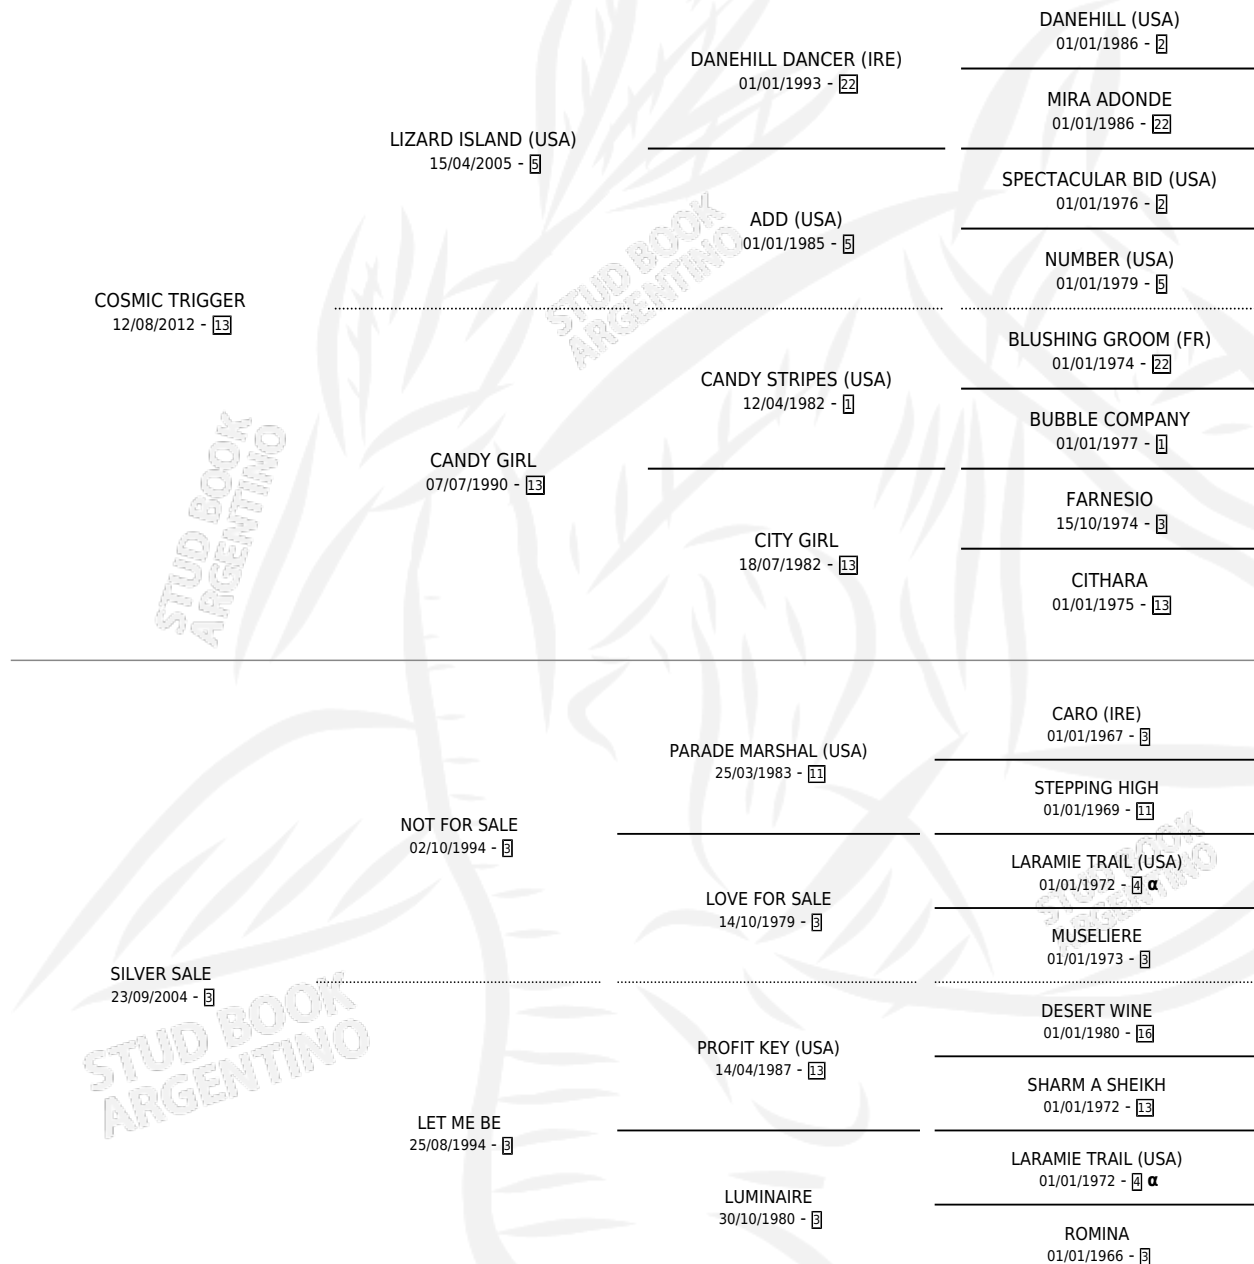 DANEHILL (USA)
01/01/1986 - 2
DANEHILL DANCER (IRE)
01/01/1993 - 22
MIRA ADONDE
01/01/1986 - 22
LIZARD ISLAND (USA)
15/04/2005 - 5
SPECTACULAR BID (USA)
01/01/1976 - 2
ADD (USA)
01/01/1985 - 5
NUMBER (USA)
01/01/1979 - 5
COSMIC TRIGGER
12/08/2012 - 13
BLUSHING GROOM (FR)
01/01/1974 - 22
CANDY STRIPES (USA)
12/04/1982 - 1
BUBBLE COMPANY
01/01/1977 - 1
CANDY GIRL
07/07/1990 - 13
FARNESIO
15/10/1974 - 3
CITY GIRL
18/07/1982 - 13
CITHARA
01/01/1975 - 13
CARO (IRE)
01/01/1967 - 3
PARADE MARSHAL (USA)
25/03/1983 - 11
STEPPING HIGH
01/01/1969 - 11
NOT FOR SALE
02/10/1994 - 3
LARAMIE TRAIL (USA)
01/01/1972 - 4 α
LOVE FOR SALE
14/10/1979 - 3
MUSELIERE
01/01/1973 - 3
SILVER SALE
23/09/2004 - 3
DESERT WINE
01/01/1980 - 16
PROFIT KEY (USA)
14/04/1987 - 13
SHARM A SHEIKH
01/01/1972 - 13
LET ME BE
25/08/1994 - 3
LARAMIE TRAIL (USA)
01/01/1972 - 4 α
LUMINAIRE
30/10/1980 - 3
ROMINA
01/01/1966 - 3
STUD BOOK
ARGENTINO
STUD BOOK
ARGENTINO
STUD BOOK
ARGENTINO
STUD BOOK
ARGENTINO